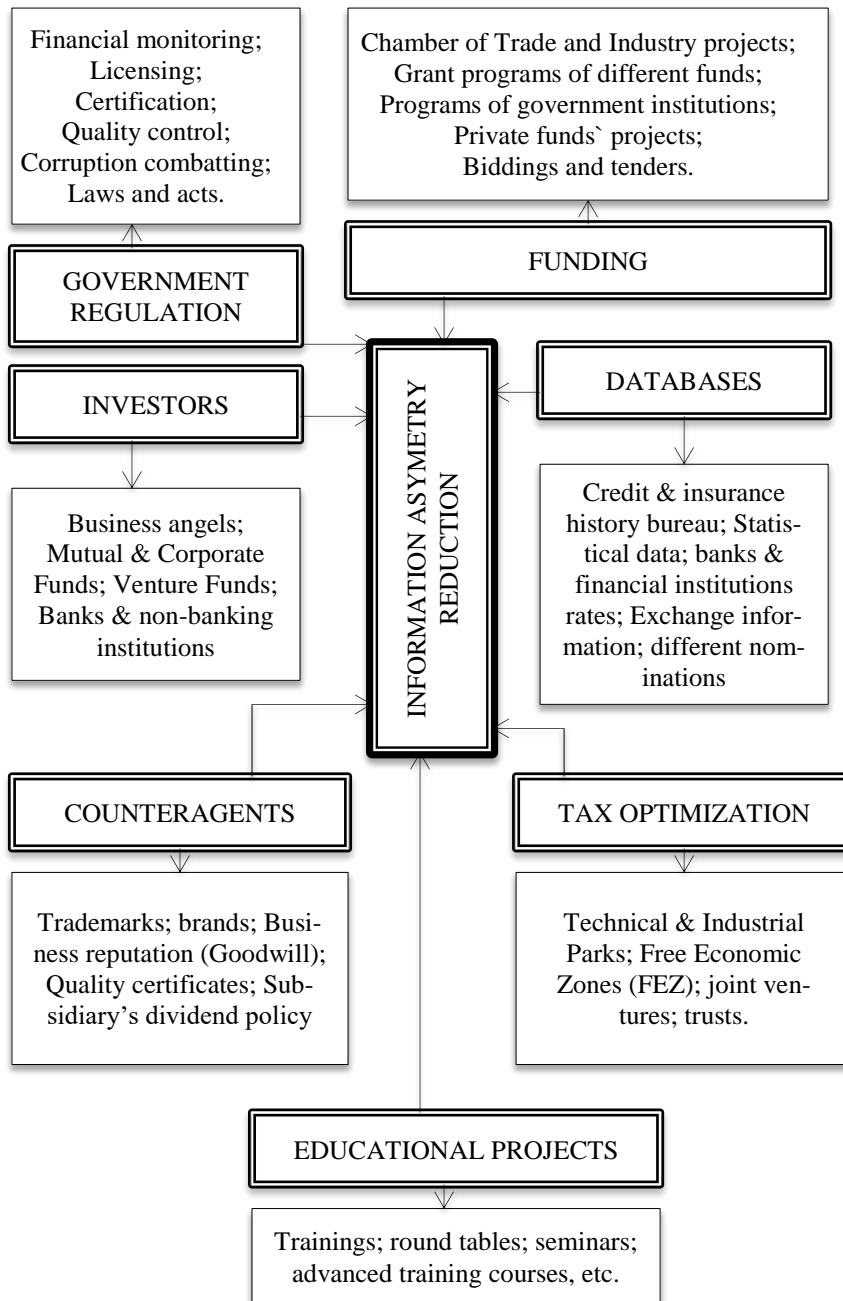 Financial monitoring;
Licensing;
Certification;
Quality control;
Corruption combatting;
Laws and acts.
Chamber of Trade and Industry projects;
Grant programs of different funds;
Programs of government institutions;
Private funds` projects;
Biddings and tenders.
GOVERNMENT
REGULATION
FUNDING
INVESTORS
DATABASES
INFORMATION ASYMETRY
REDUCTION
Business angels;
Mutual & Corporate
Funds; Venture Funds;
Banks & non-banking
institutions
Credit & insurance
history bureau; Statis-
tical data; banks &
financial institutions
rates; Exchange infor-
mation; different nom-
inations
COUNTERAGENTS
TAX OPTIMIZATION
Trademarks; brands; Busi-
ness reputation (Goodwill);
Quality certificates; Sub-
sidiary’s dividend policy
Technical & Industrial
Parks; Free Economic
Zones (FEZ); joint ven-
tures; trusts.
EDUCATIONAL PROJECTS
Trainings; round tables; seminars;
advanced training courses, etc.